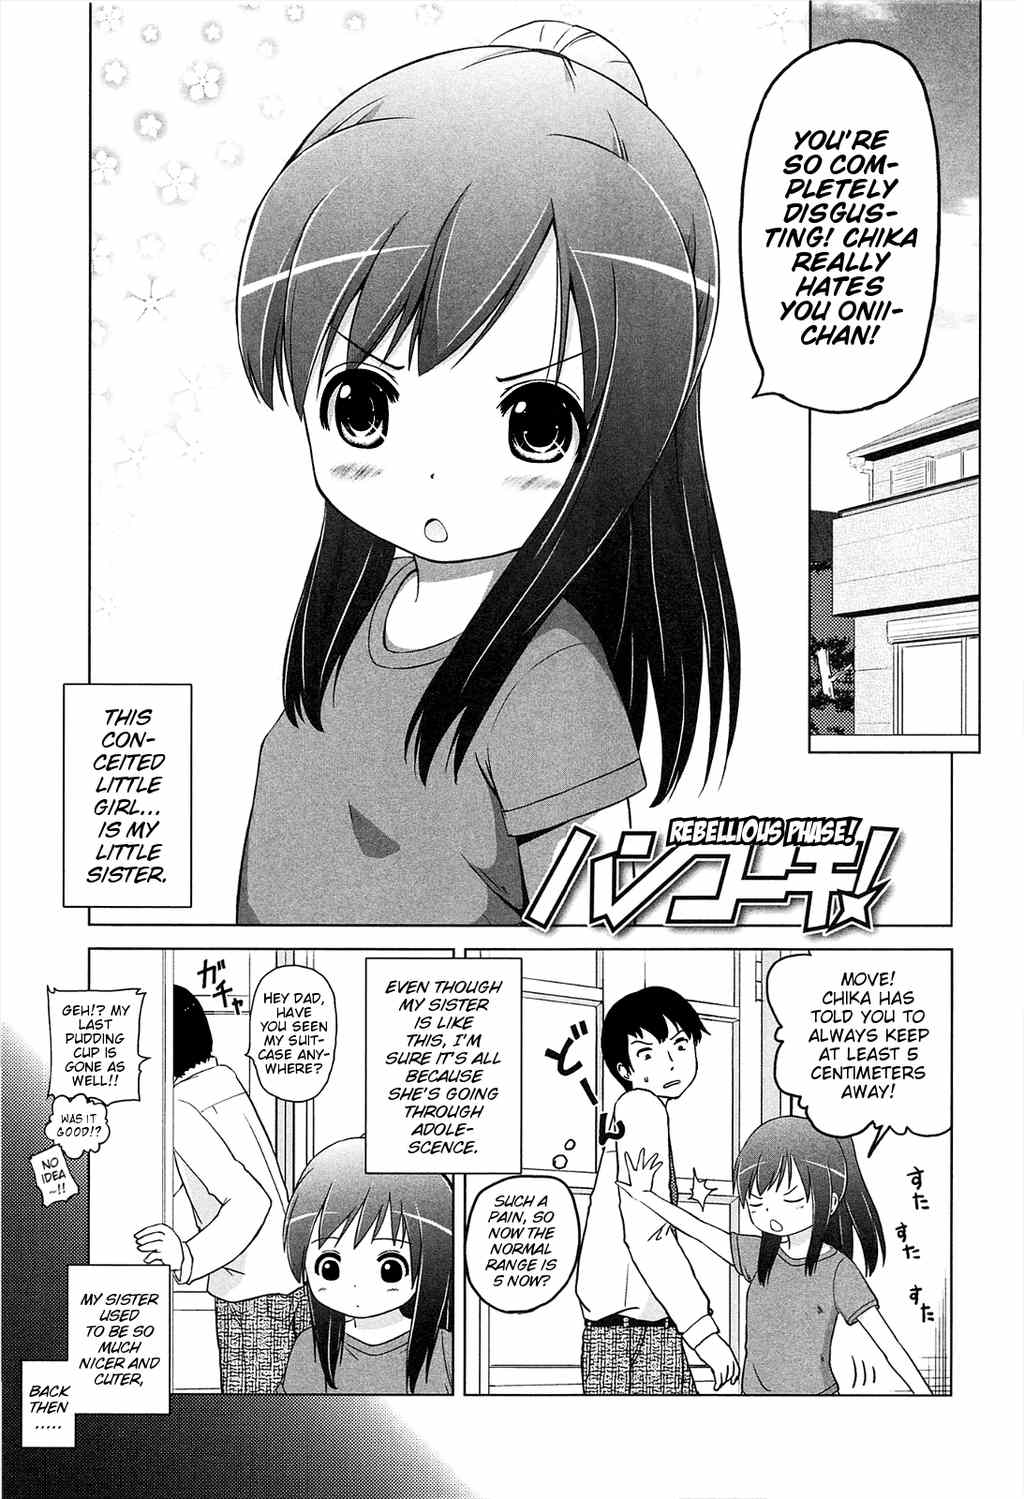 YOU'RE
SO COM-
PLETELY
DISGUS-
TING! CHIKA
REALLY
HATES
YOU ONII-
CHAN!
THIS
CON-
CEITED
LITTLE
GIRL...
IS MY
LITTLE
SISTER.
REBELLIOUS PHASE!
ハンコーキ!
MOVE!
CHIKA HAS
TOLD YOU TO
ALWAYS KEEP
AT LEAST 5
CENTIMETERS
AWAY!
どーん
すた
すた
すた
SUCH A
PAIN, SO
NOW THE
NORMAL
RANGE IS
5 NOW?
EVEN THOUGH
MY SISTER
IS LIKE
THIS, I'M
SURE IT'S ALL
BECAUSE
SHE'S GOING
THROUGH
ADOLE-
SCENCE.
HEY DAD,
HAVE YOU
SEEN
MY SUIT-
CASE ANY-
WHERE?
ガチャ
GEH!? MY
LAST
PUDDING
CUP IS
GONE AS
WELL!!
WAS IT
GOOD!?
NO
IDEA
~!!
MY SISTER
USED
TO BE SO
MUCH
NICER AND
CUTER,
BACK
THEN
.....